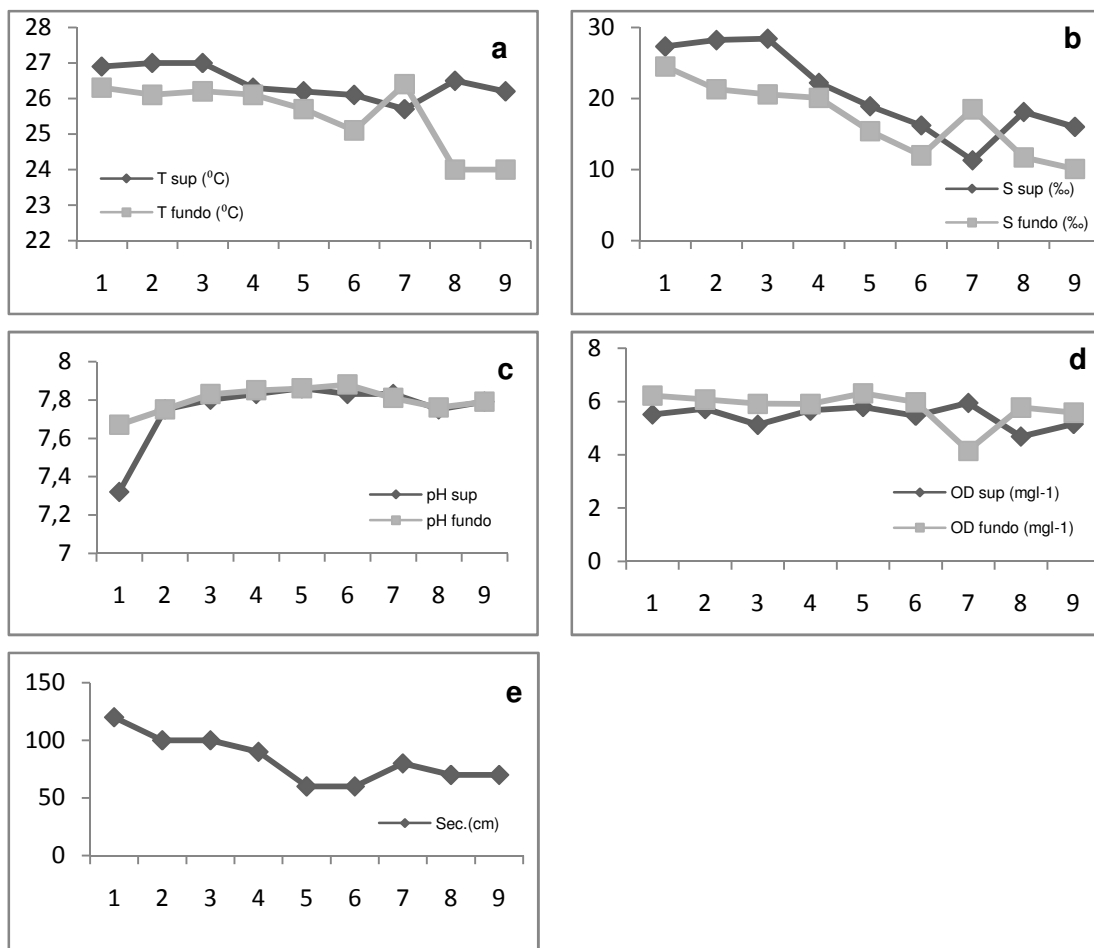 a
28
27
26
25
24
23
22
T sup (⁰C)
T fundo (⁰C)
1 2 3 4 5 6 7 8 9
b
30
20
10
0
S sup (‰)
S fundo (‰)
1 2 3 4 5 6 7 8 9
c
8
7,8
7,6
7,4
7,2
7
pH sup
pH fundo
1 2 3 4 5 6 7 8 9
d
8
6
4
2
0
OD sup (mgl-1)
OD fundo (mgl-1)
1 2 3 4 5 6 7 8 9
e
150
100
50
0
Sec.(cm)
1 2 3 4 5 6 7 8 9